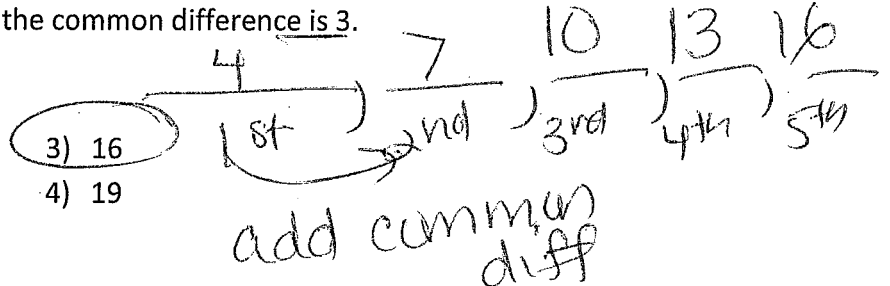 the common difference is 3.
4, 7, 10, 13, 16
1st 2nd 3rd 4th 5th
3) 16
4) 19
add common
diff